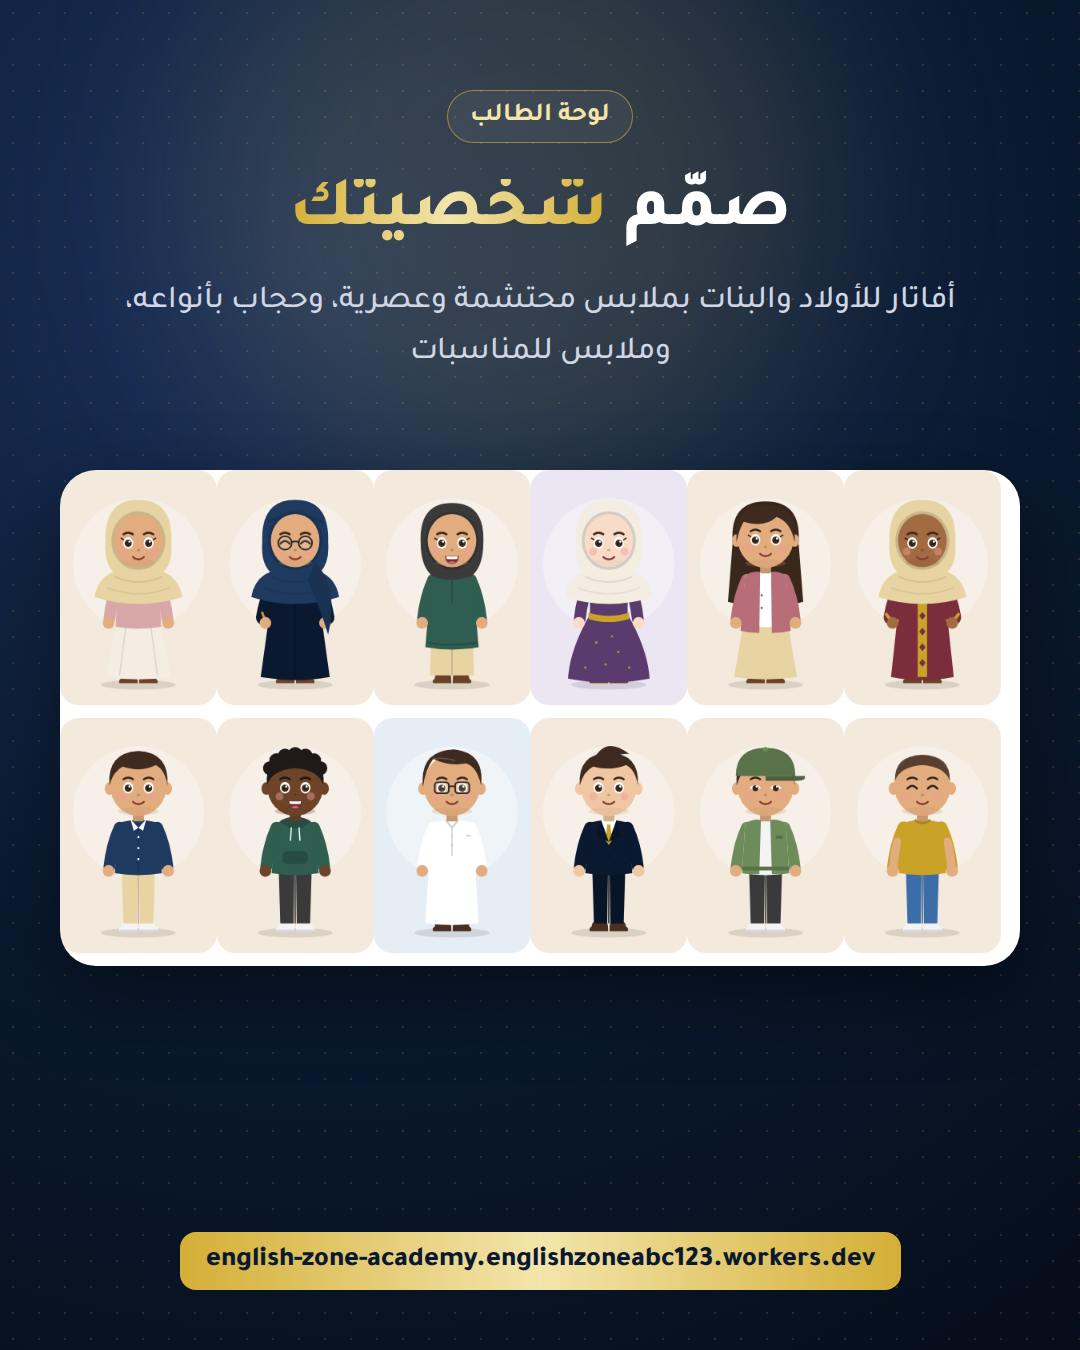 لوحة الطالب
صمّم شخصيتك
أفاتار للأولاد والبنات بملابس محتشمة وعصرية، وحجاب بأنواعه،
وملابس للمناسبات
english-zone-academy.englishzoneabc123.workers.dev